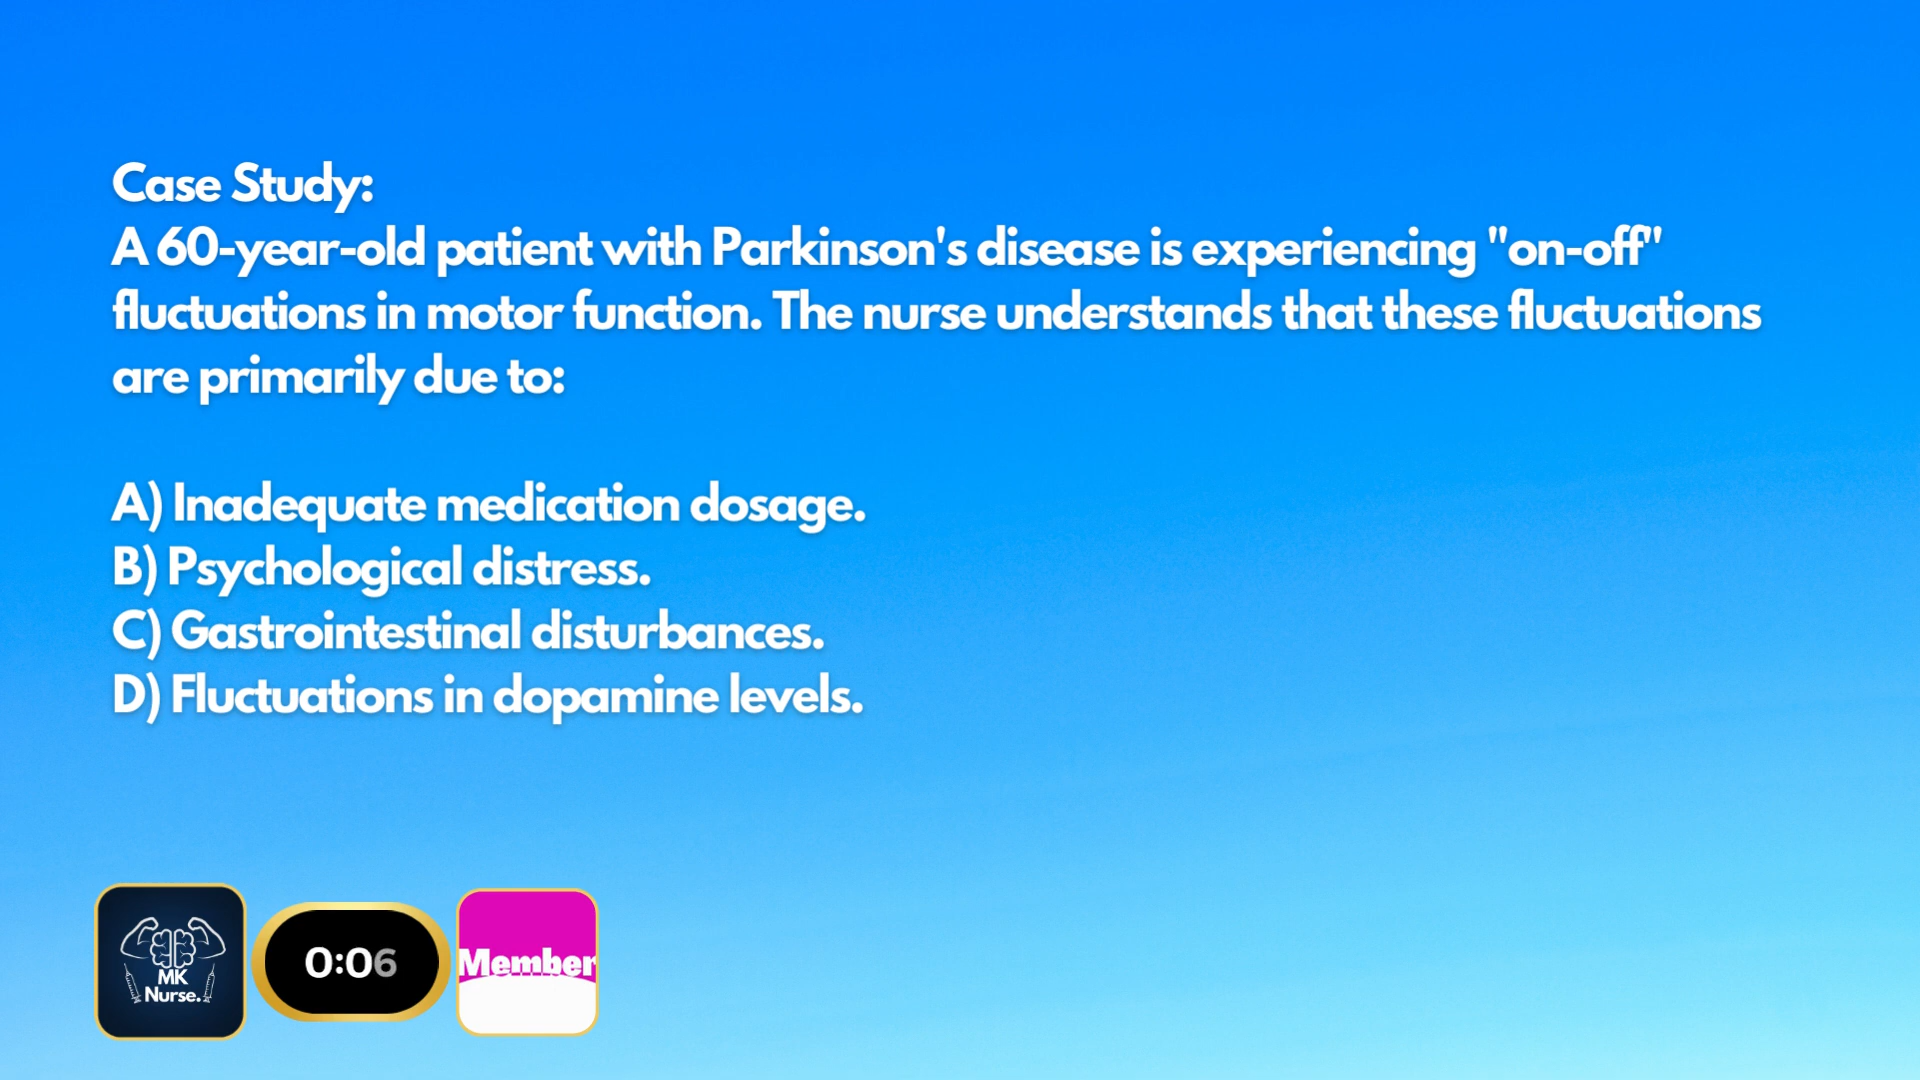 Case Study:
A 60-year-old patient with Parkinson's disease is experiencing "on-off"
fluctuations in motor function. The nurse understands that these fluctuations
are primarily due to:
A) Inadequate medication dosage.
B) Psychological distress.
C) Gastrointestinal disturbances.
D) Fluctuations in dopamine levels.
MK
Nurse.
0:06
Member